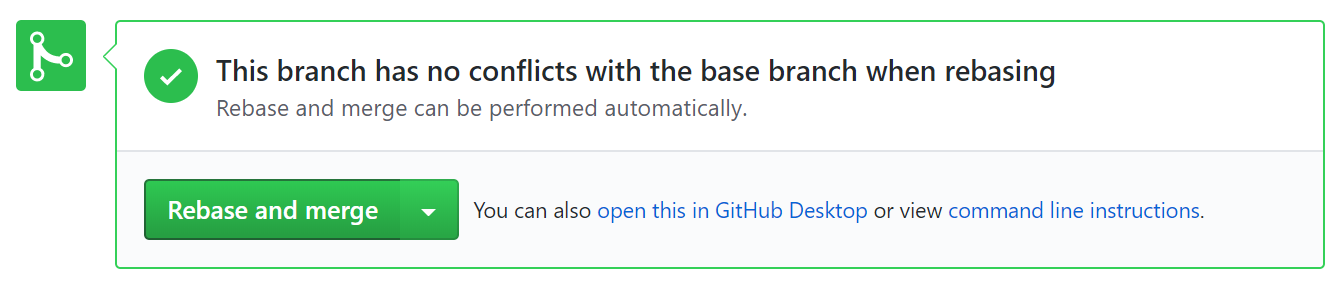 This branch has no conflicts with the base branch when rebasing
Rebase and merge can be performed automatically.
Rebase and merge
You can also open this in GitHub Desktop or view command line instructions.